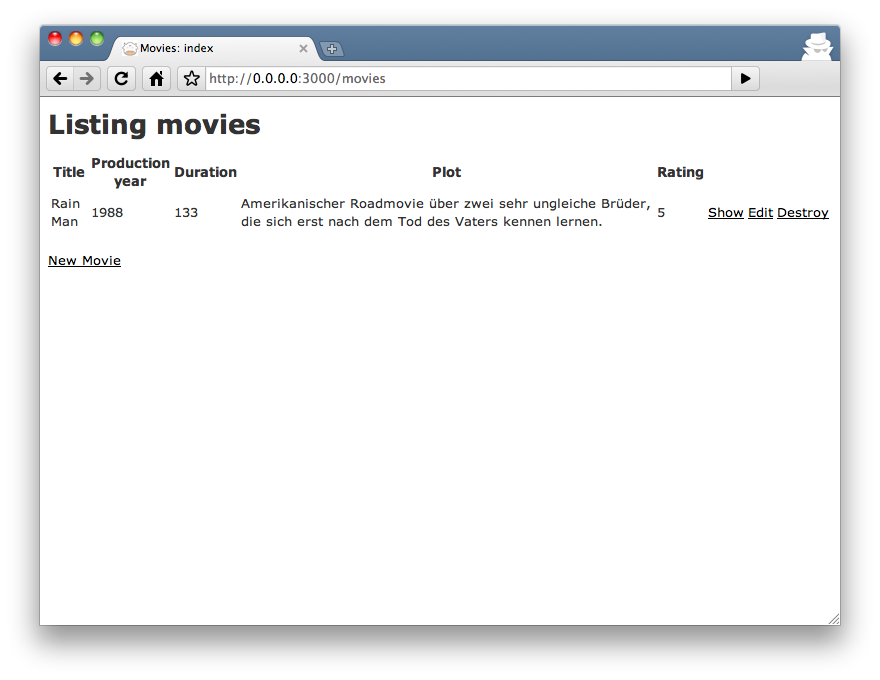 Movies: index
http://0.0.0.0:3000/movies
Listing movies
Title Production year Duration Plot Rating
Rain Man 1988 133 Amerikanischer Roadmovie über zwei sehr ungleiche Brüder, die sich erst nach dem Tod des Vaters kennen lernen. 5 Show Edit Destroy
New Movie